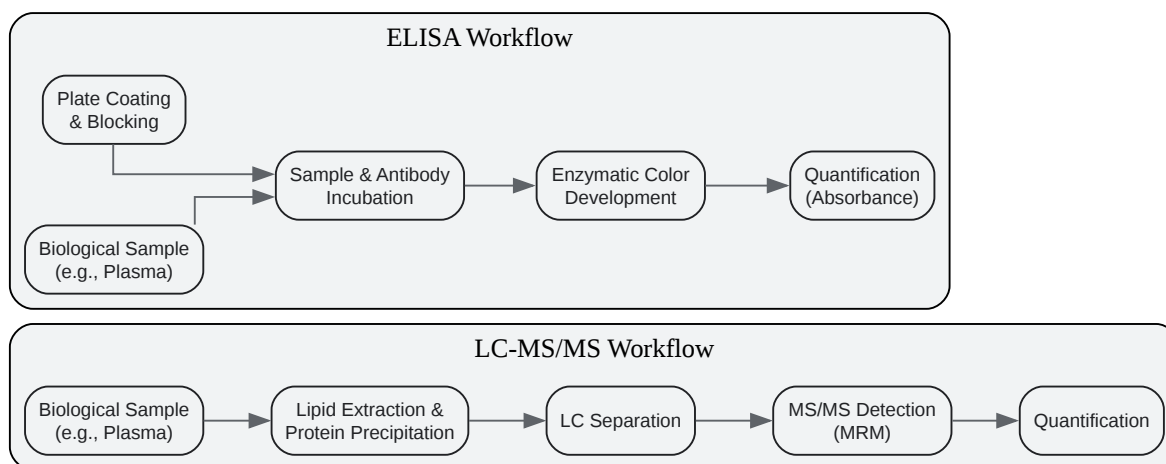 ELISA Workflow
Plate Coating
& Blocking
Sample & Antibody
Incubation
Enzymatic Color
Development
Quantification
(Absorbance)
Biological Sample
(e.g., Plasma)
LC-MS/MS Workflow
Biological Sample
(e.g., Plasma)
Lipid Extraction &
Protein Precipitation
LC Separation
MS/MS Detection
(MRM)
Quantification